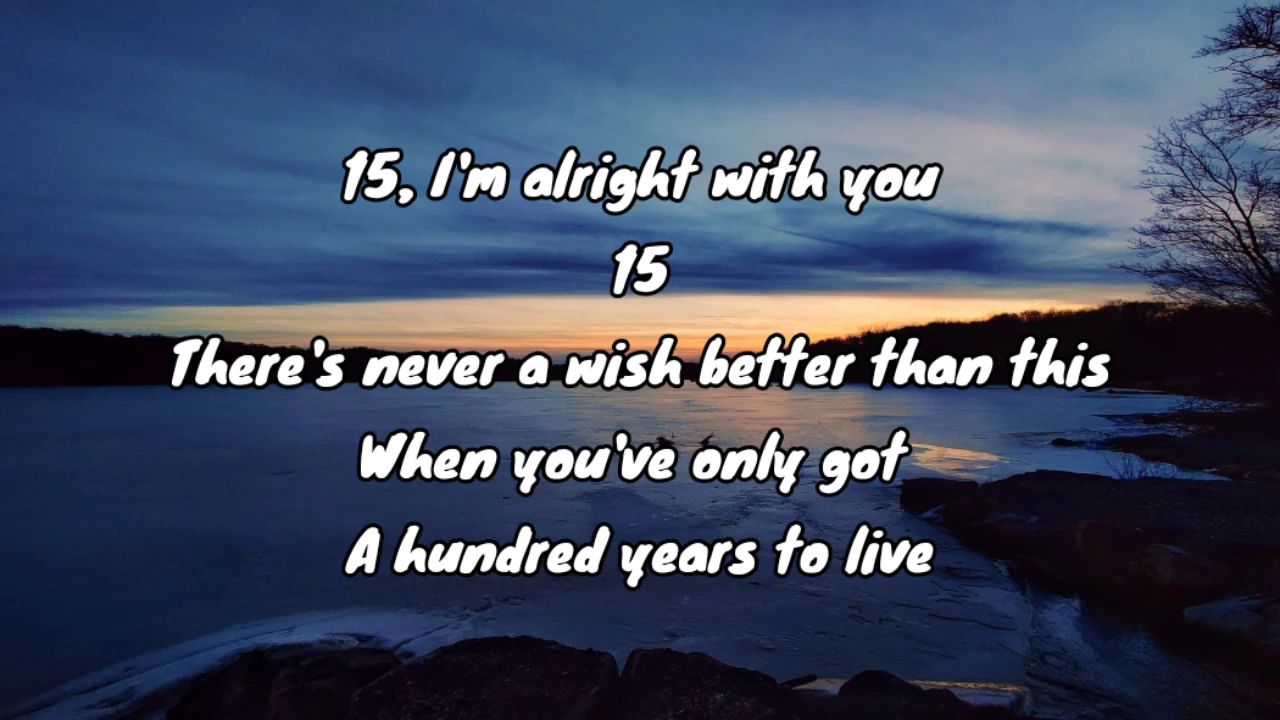 15, I'm alright with you
15
There's never a wish better than this
When you've only got
A hundred years to live